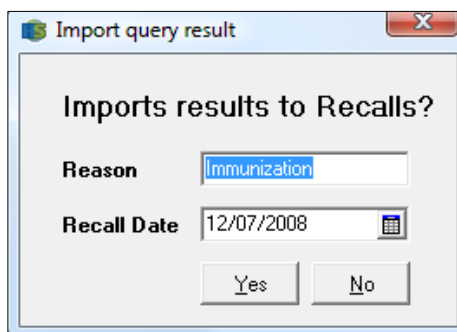 Import query result
Imports results to Recalls?
Reason Immunization
Recall Date 12/07/2008
Yes No